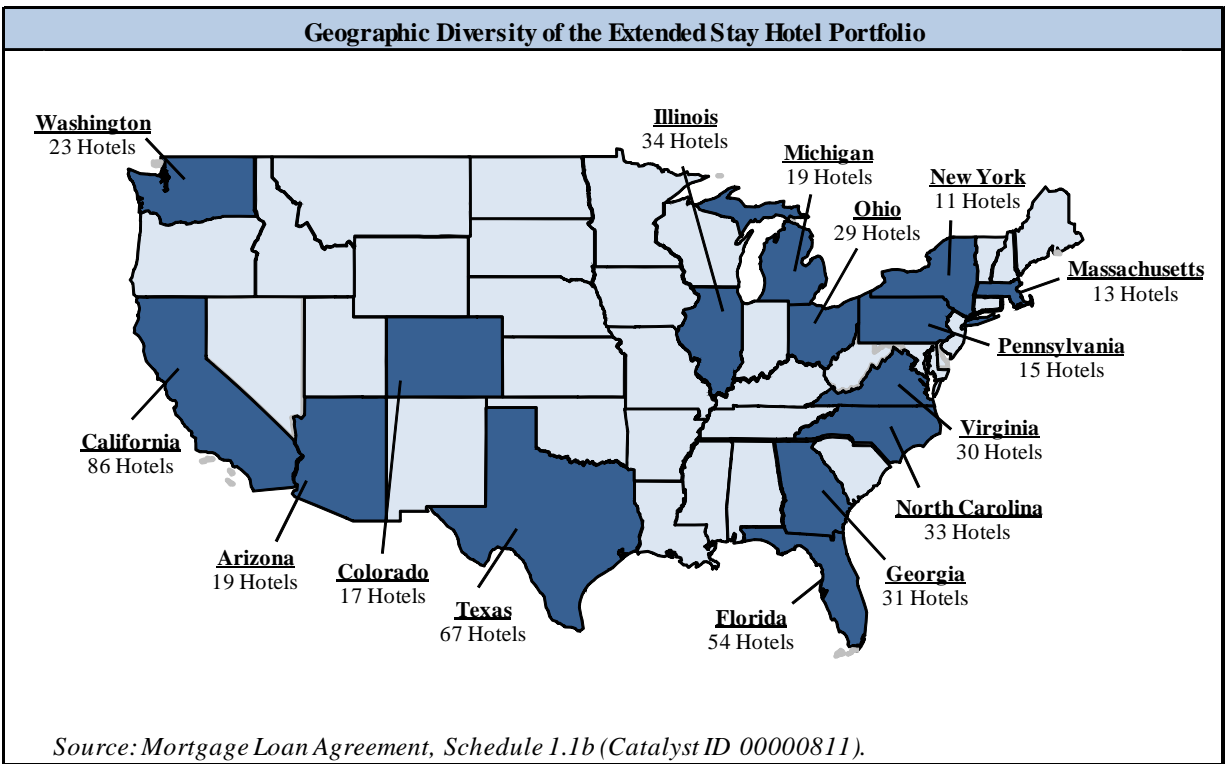 Geographic Diversity of the Extended Stay Hotel Portfolio
Washington
23 Hotels
Illinois
34 Hotels
Michigan
19 Hotels
New York
11 Hotels
Ohio
29 Hotels
Massachusetts
13 Hotels
Pennsylvania
15 Hotels
California
86 Hotels
Virginia
30 Hotels
North Carolina
33 Hotels
Arizona
19 Hotels
Colorado
17 Hotels
Georgia
31 Hotels
Texas
67 Hotels
Florida
54 Hotels
Source: Mortgage Loan Agreement, Schedule 1.1b (Catalyst ID 00000811).